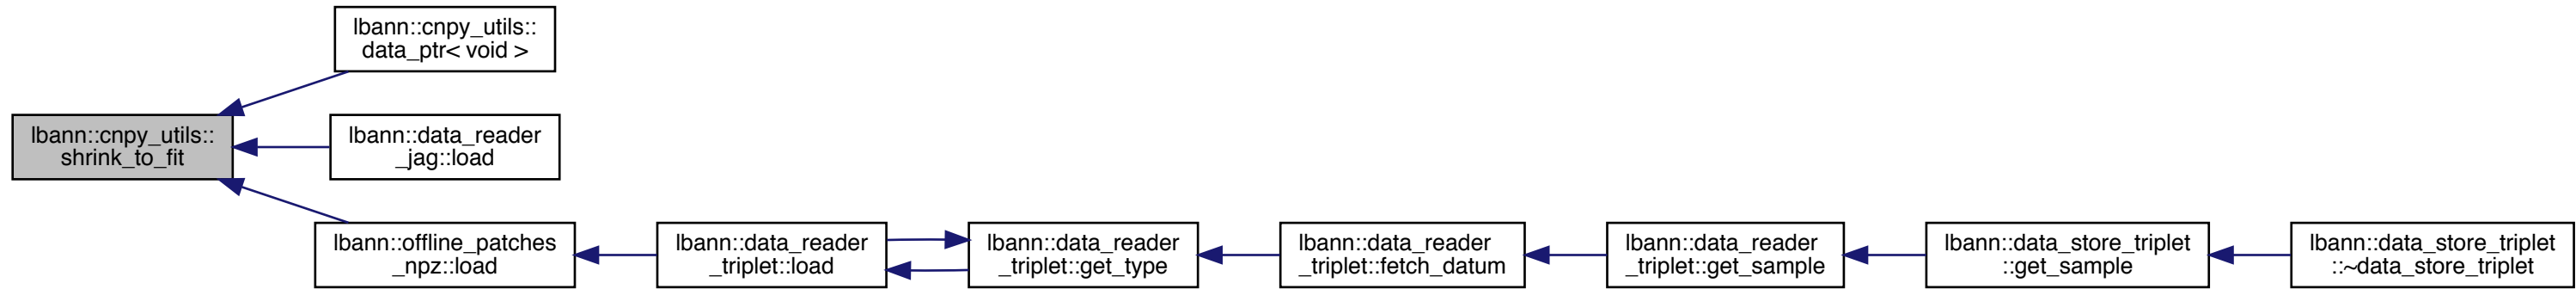 lbann::cnpy_utils::
data_ptr< void >
lbann::cnpy_utils::
shrink_to_fit
lbann::data_reader
_jag::load
lbann::offline_patches
_npz::load
lbann::data_reader
_triplet::load
lbann::data_reader
_triplet::get_type
lbann::data_reader
_triplet::fetch_datum
lbann::data_reader
_triplet::get_sample
lbann::data_store_triplet
::get_sample
lbann::data_store_triplet
::~data_store_triplet